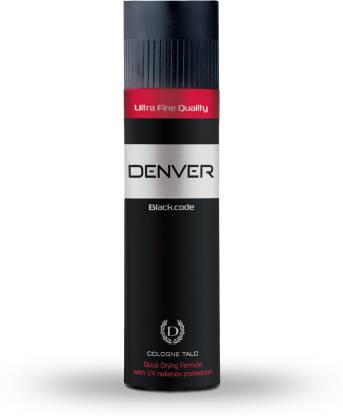 Ultra Fine Quality
DENVER
Black.code
D
COLOGNE TALC
Quick Drying Formula
with UV radiation protection